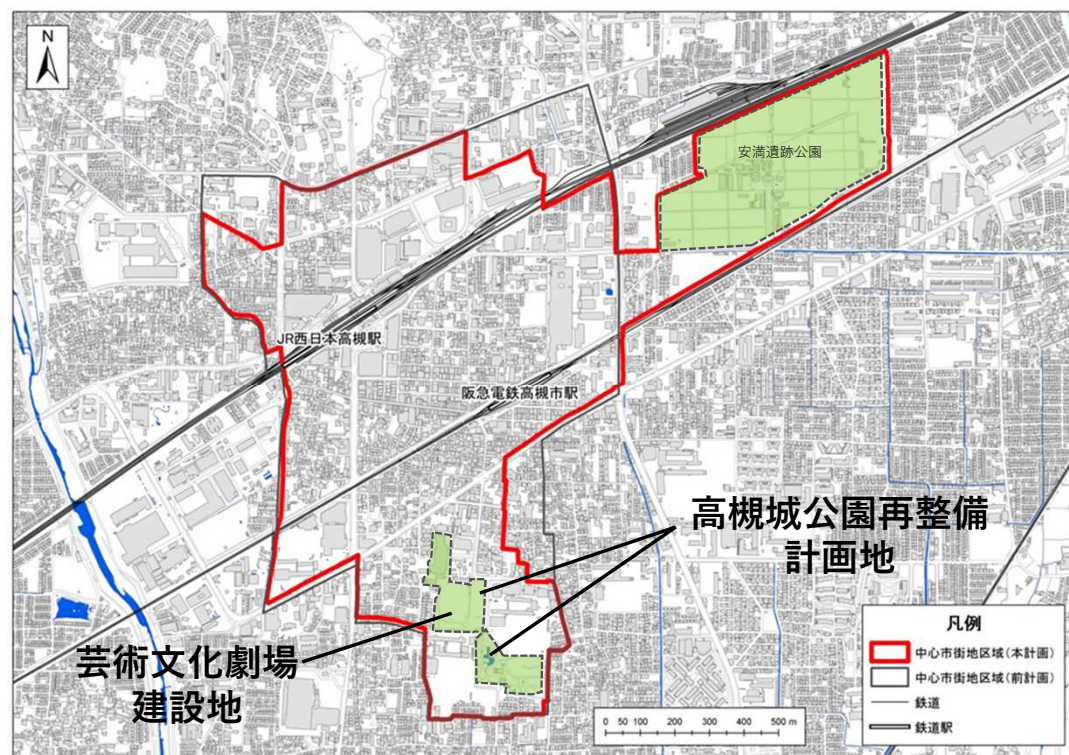 N
安満遺跡公園
JR西日本高槻駅
阪急電鉄高槻市駅
高槻城公園再整備
計画地
芸術文化劇場
建設地
凡例
中心市街地区域(本計画)
中心市街地区域(前計画)
鉄道
鉄道駅
0 50 100 200 300 400 500 m